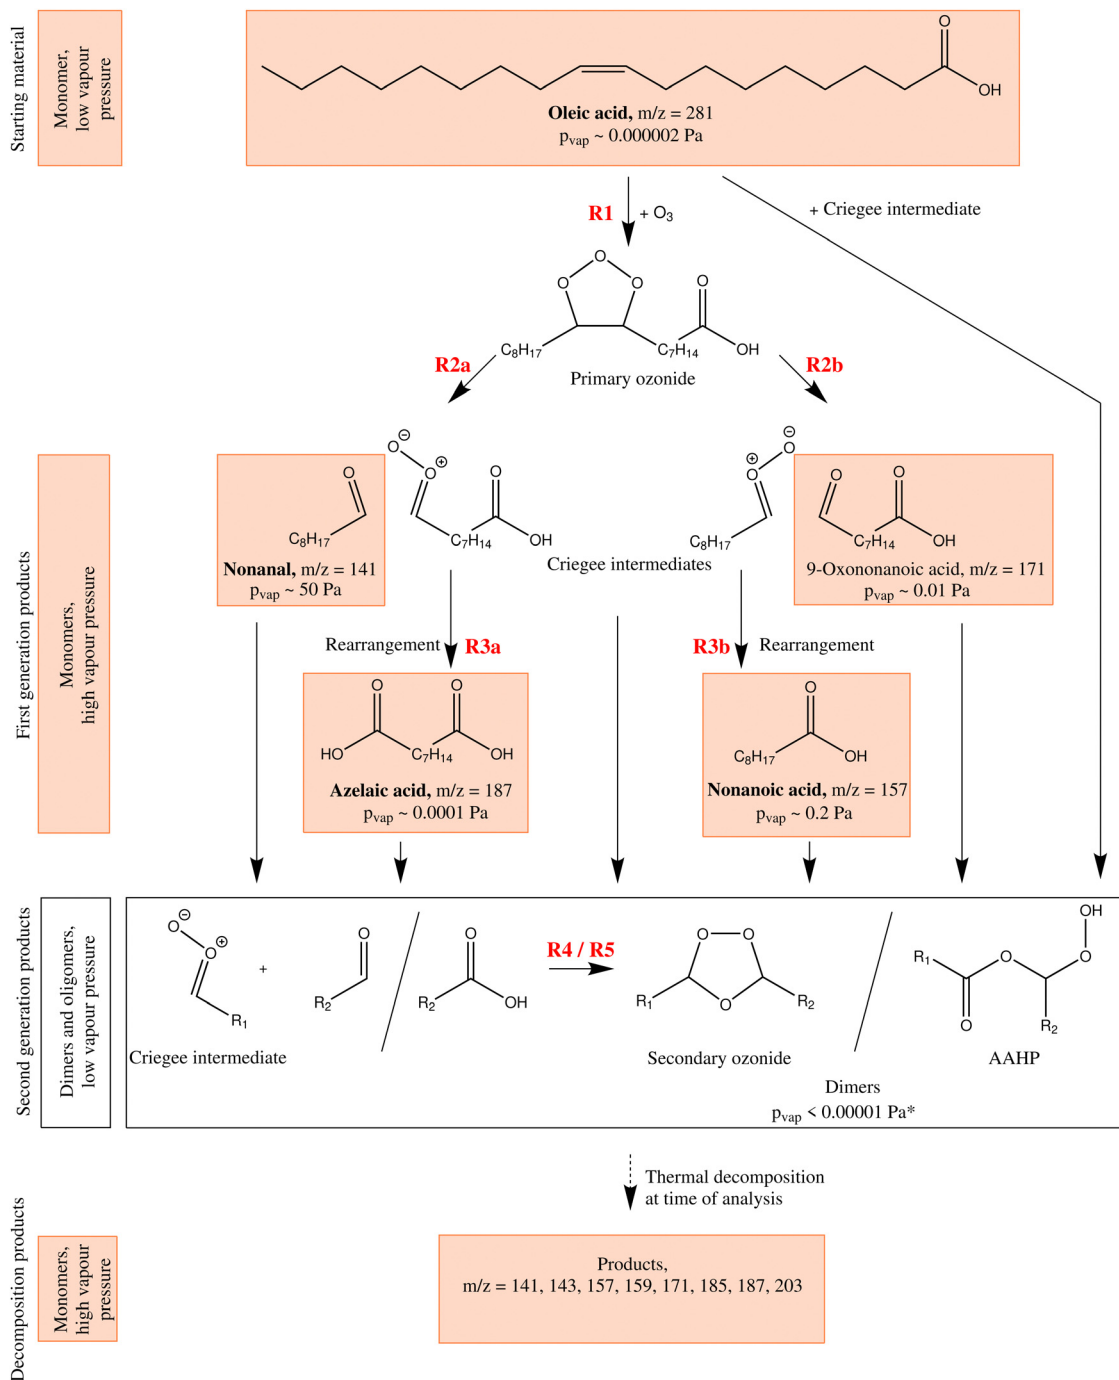 Starting material
Monomer,
low vapour
pressure
O
OH
Oleic acid, m/z = 281
pvap ~ 0.000002 Pa
R1
+ O3
+ Criegee intermediate
O
O
O
O
C8H17
C7H14
OH
R2a
R2b
Primary ozonide
First generation products
Monomers,
high vapour pressure
O
C8H17
Nonanal, m/z = 141
pvap ~ 50 Pa
O ⊖
O ⊕
O
C7H14
OH
Criegee intermediates
O ⊖
O ⊕
C8H17
O
O
C7H14
OH
9-Oxononanoic acid, m/z = 171
pvap ~ 0.01 Pa
Rearrangement
R3a
R3b
Rearrangement
O
O
HO
C7H14
OH
Azelaic acid, m/z = 187
pvap ~ 0.0001 Pa
O
C8H17
OH
Nonanoic acid, m/z = 157
pvap ~ 0.2 Pa
Second generation products
Dimers and oligomers,
low vapour pressure
O ⊖
O ⊕
R1
Criegee intermediate
+
O
R2
O
R2
OH
R4 / R5
O
O
R1
O
R2
Secondary ozonide
OH
R1
O
O
O
R2
AAHP
Dimers
pvap < 0.00001 Pa*
Thermal decomposition
at time of analysis
Decomposition products
Monomers,
high vapour
pressure
Products,
m/z = 141, 143, 157, 159, 171, 185, 187, 203